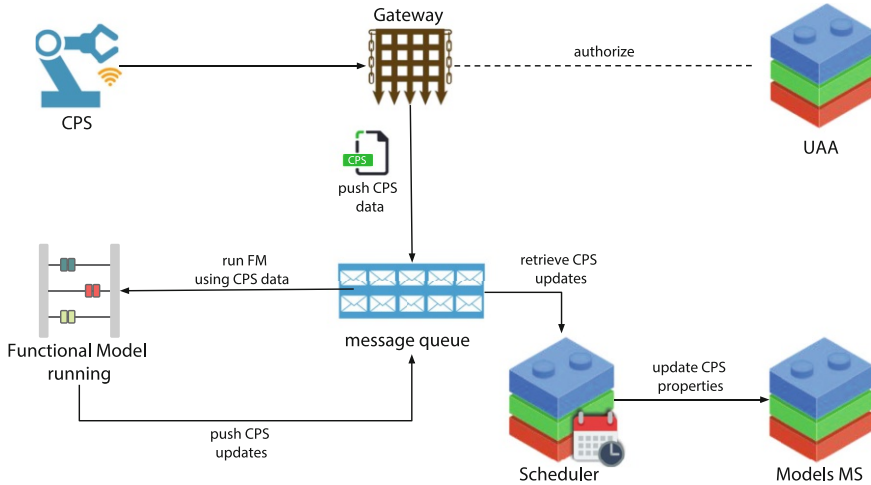 Gateway
authorize
CPS
UAA
CPS
push CPS
data
run FM
using CPS data
retrieve CPS
updates
message queue
Functional Model
running
update CPS
properties
push CPS
updates
Scheduler
Models MS